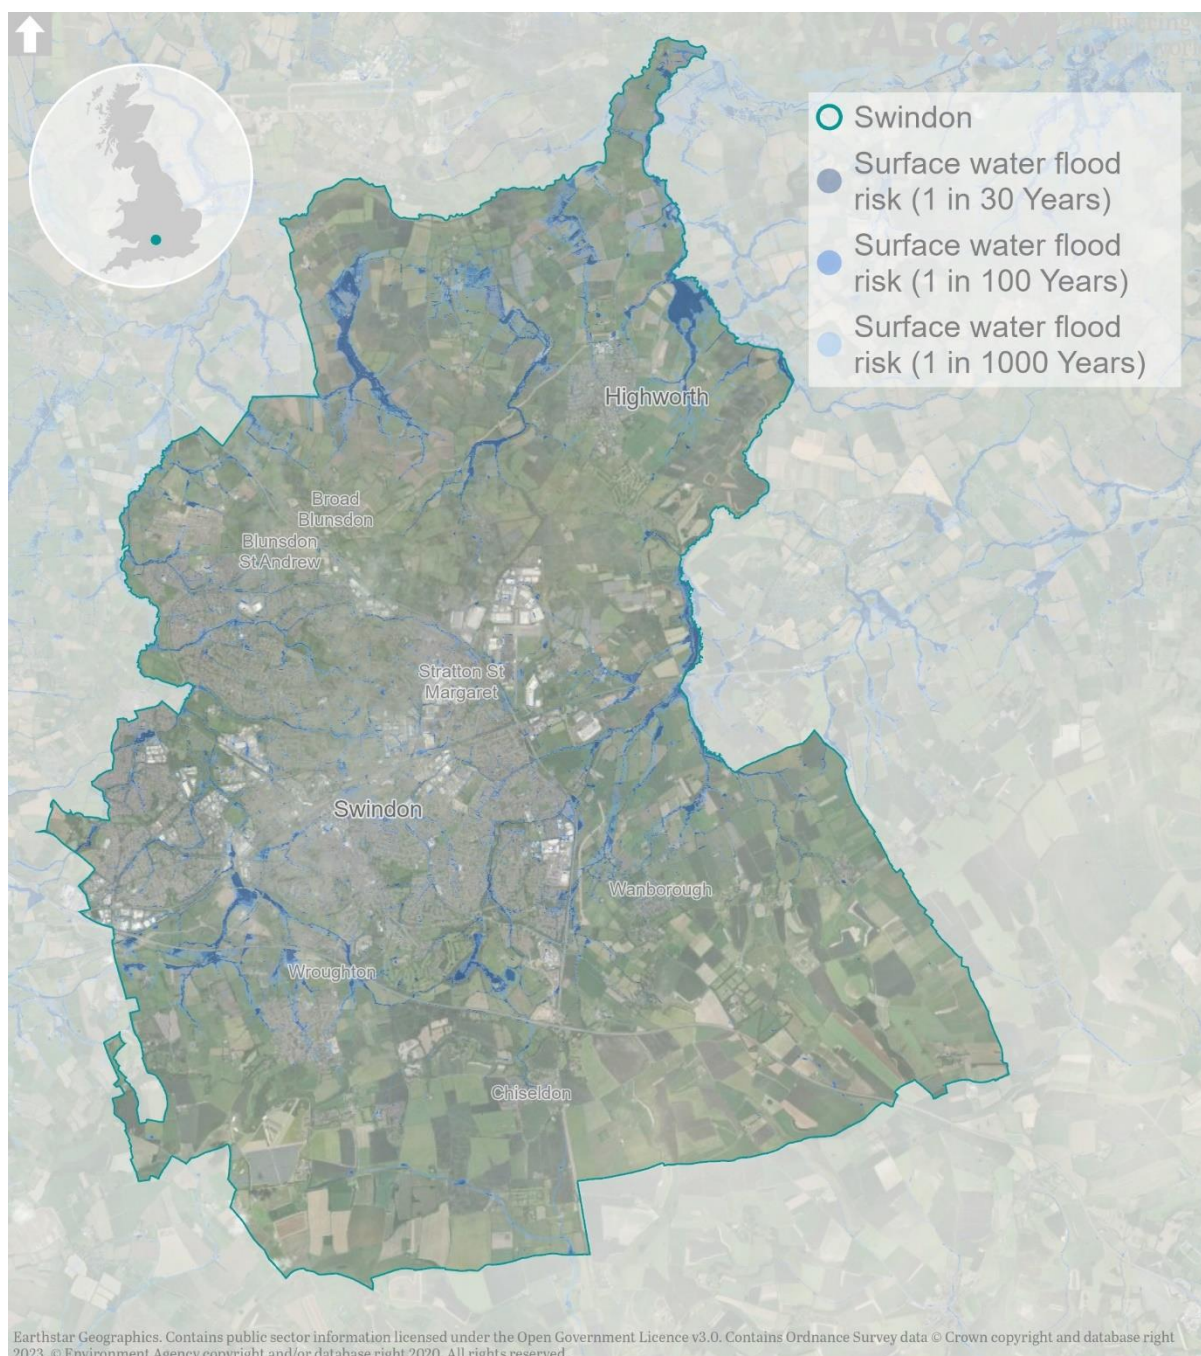 AECOM Delivering
Swindon
Surface water flood
risk (1 in 30 Years)
Surface water flood
risk (1 in 100 Years)
Surface water flood
risk (1 in 1000 Years)
Highworth
Broad
Blunsdon
Blunsdon
St Andrew
Stratton St
Margaret
Swindon
Wanborough
Wroughton
Chiseldon
Earthstar Geographics. Contains public sector information licensed under the Open Government Licence v3.0. Contains Ordnance Survey data © Crown copyright and database right
2023. © Environment Agency copyright and/or database right 2020. All rights reserved.